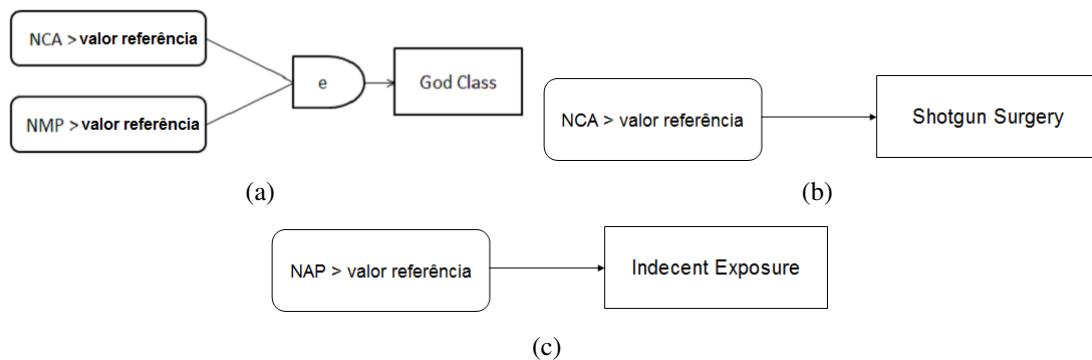 NCA > valor referência
NMP > valor referência
e
God Class
(a)
NCA > valor referência
Shotgun Surgery
(b)
NAP > valor referência
Indecent Exposure
(c)